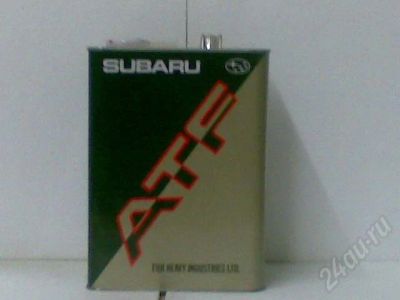 SUBARU
ATF
FUJI HEAVY INDUSTRIES LTD.
24au.ru